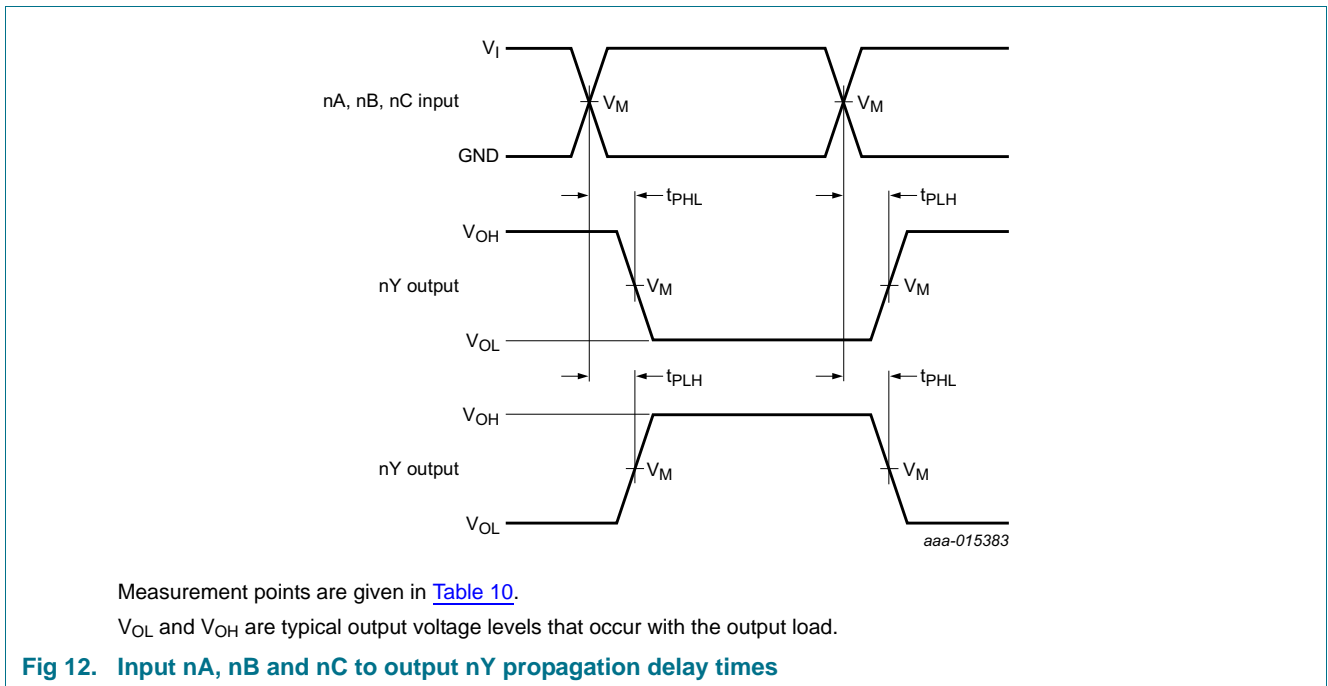 V_I
nA, nB, nC input
V_M
V_M
GND
t_PHL
t_PLH
V_OH
nY output
V_M
V_M
V_OL
t_PLH
t_PHL
V_OH
nY output
V_M
V_M
V_OL
aaa-015383
Measurement points are given in Table 10.
V_OL and V_OH are typical output voltage levels that occur with the output load.
Fig 12. Input nA, nB and nC to output nY propagation delay times